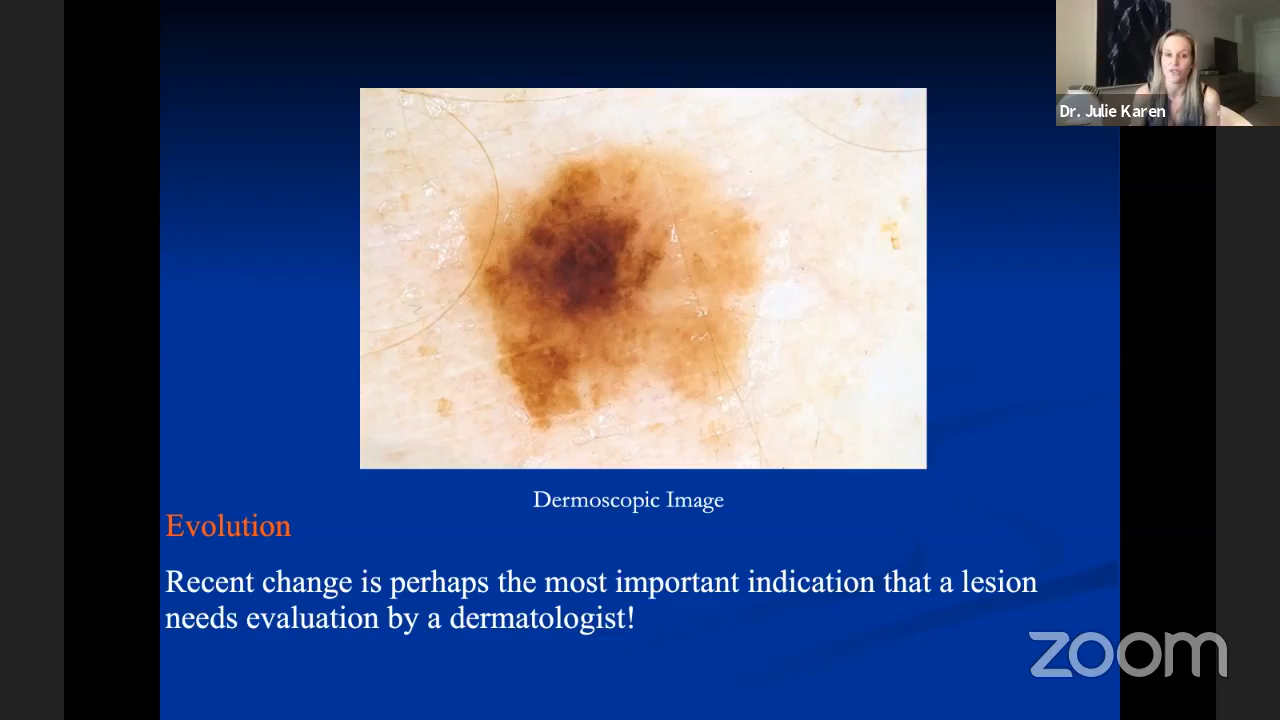 Dr. Julie Karen
Dermoscopic Image
Evolution
Recent change is perhaps the most important indication that a lesion
needs evaluation by a dermatologist!
zoom